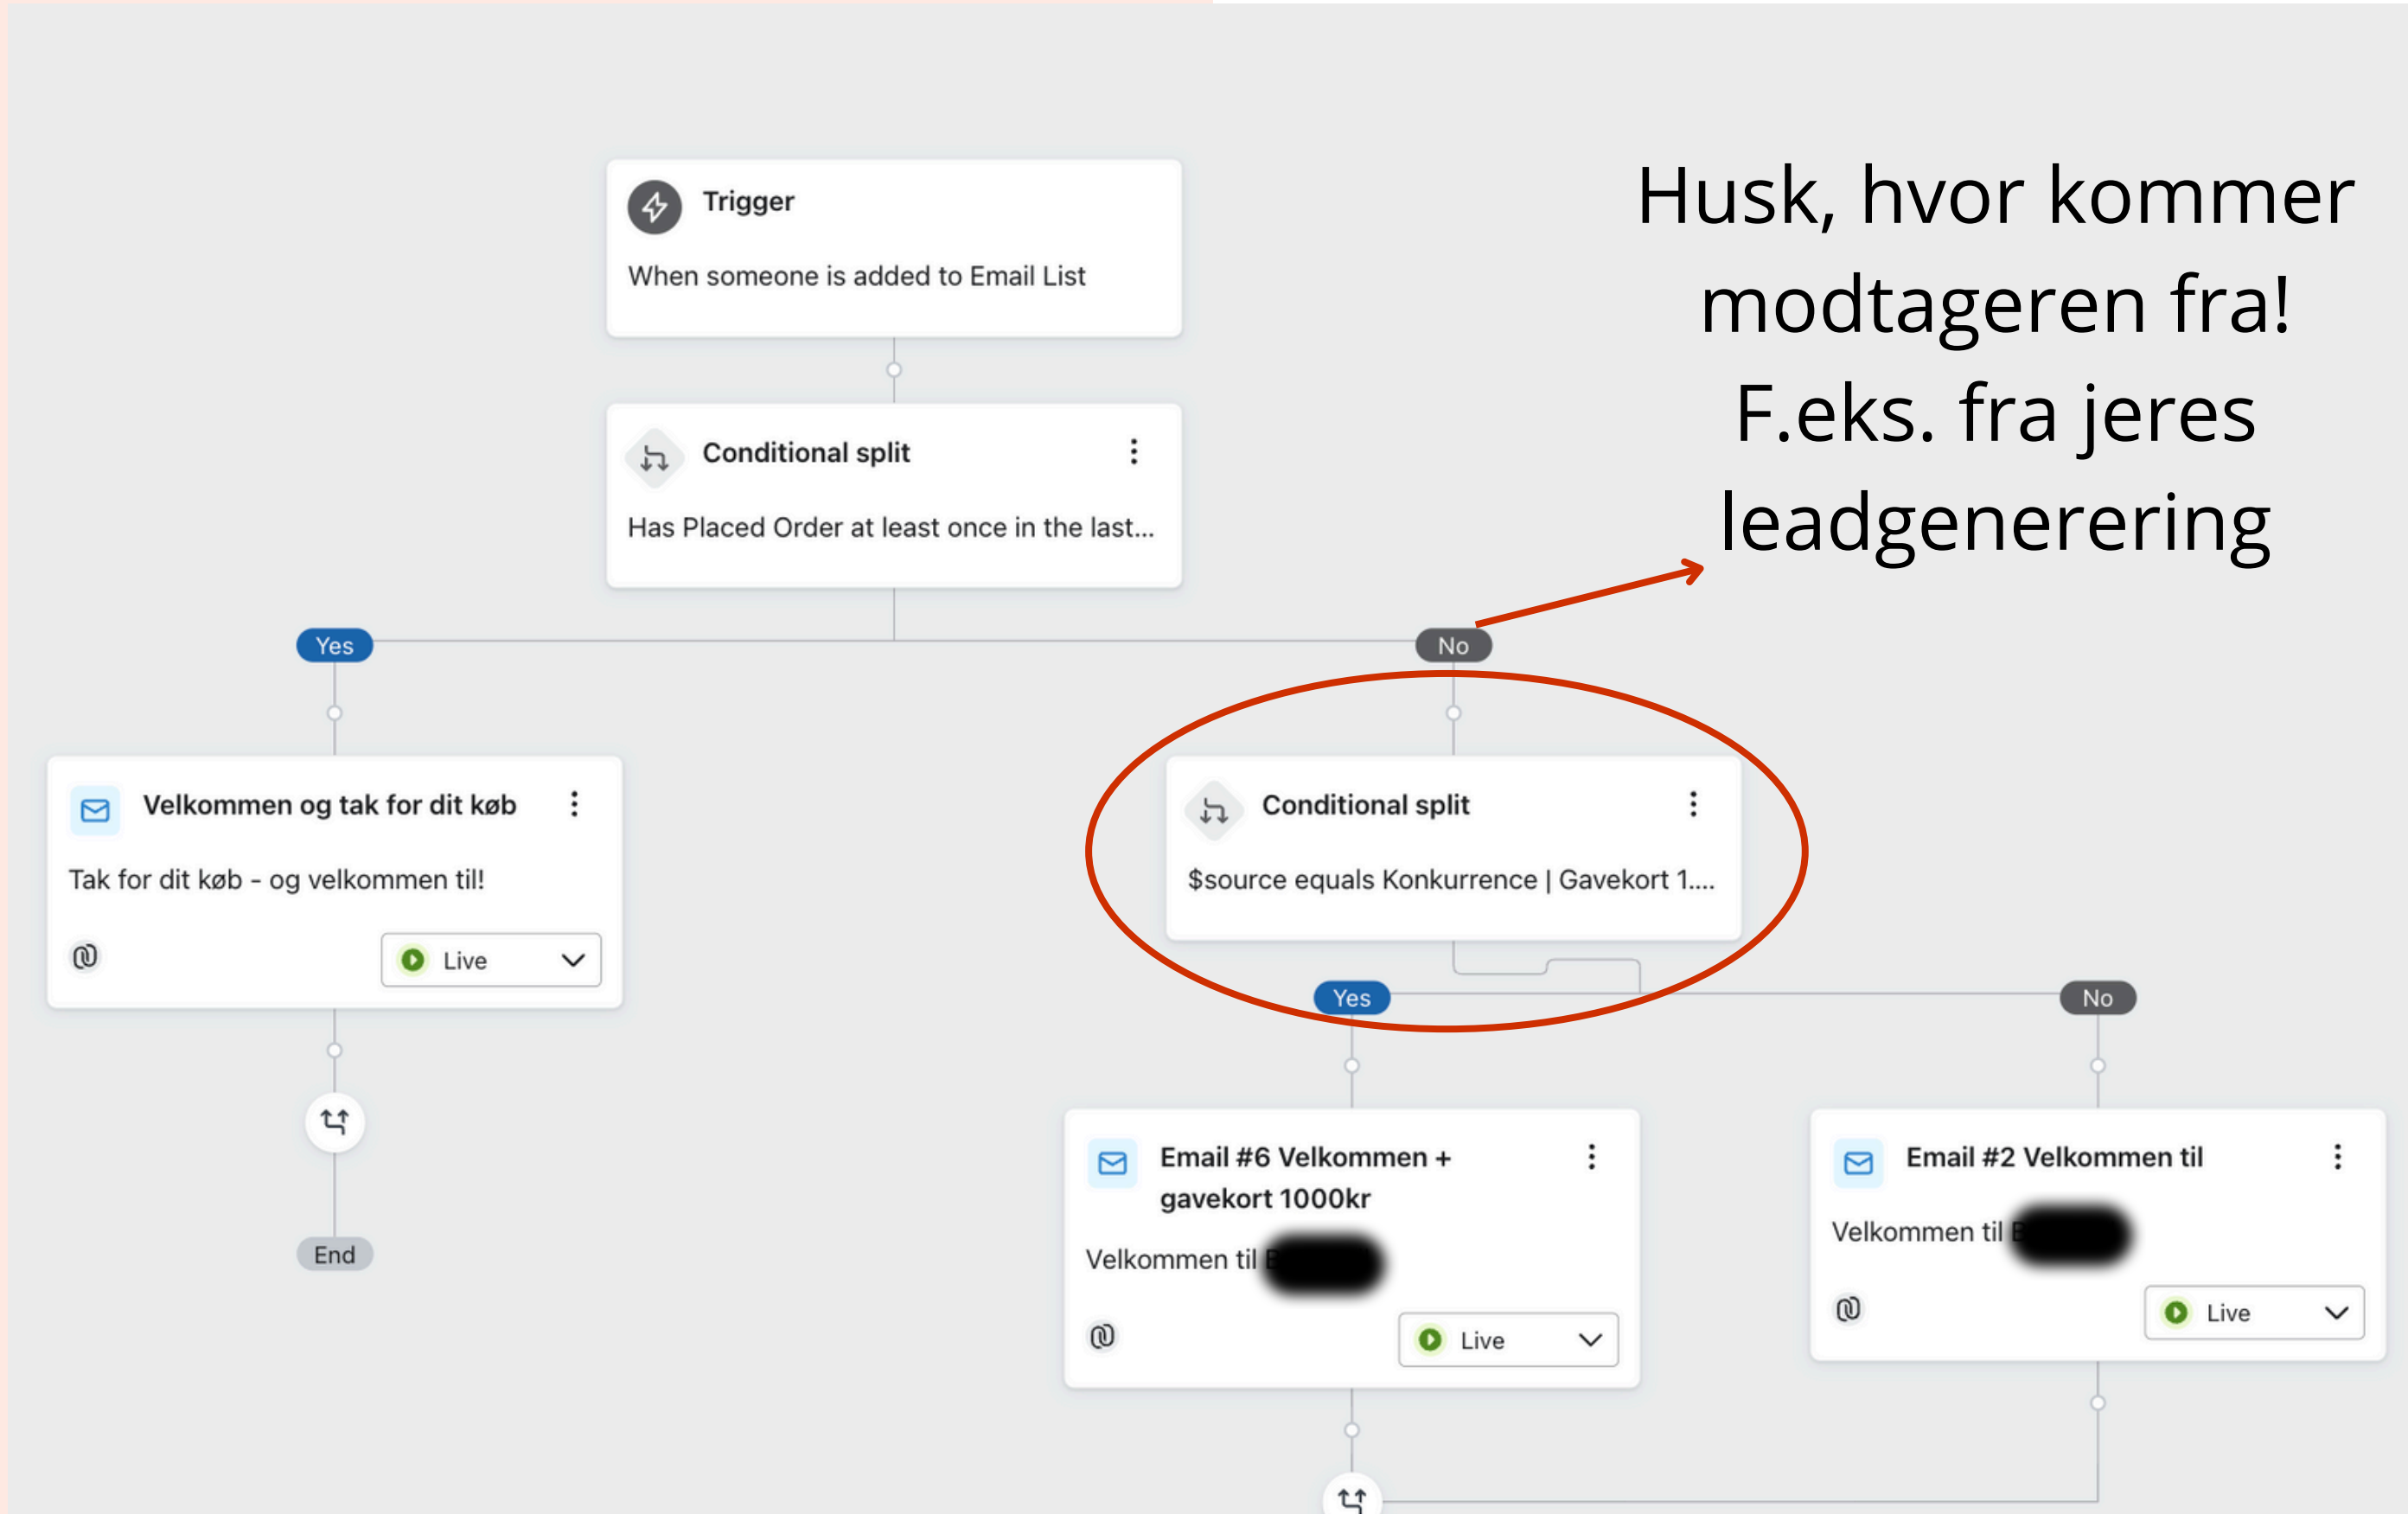 Husk, hvor kommer
modtageren fra!
F.eks. fra jeres
leadgenerering
Trigger
When someone is added to Email List
Conditional split
Has Placed Order at least once in the last...
Yes
No
Velkommen og tak for dit køb
Tak for dit køb - og velkommen til!
Live
End
Conditional split
$source equals Konkurrence | Gavekort 1....
Yes
No
Email #6 Velkommen +
gavekort 1000kr
Velkommen til
Live
Email #2 Velkommen til
Velkommen til
Live